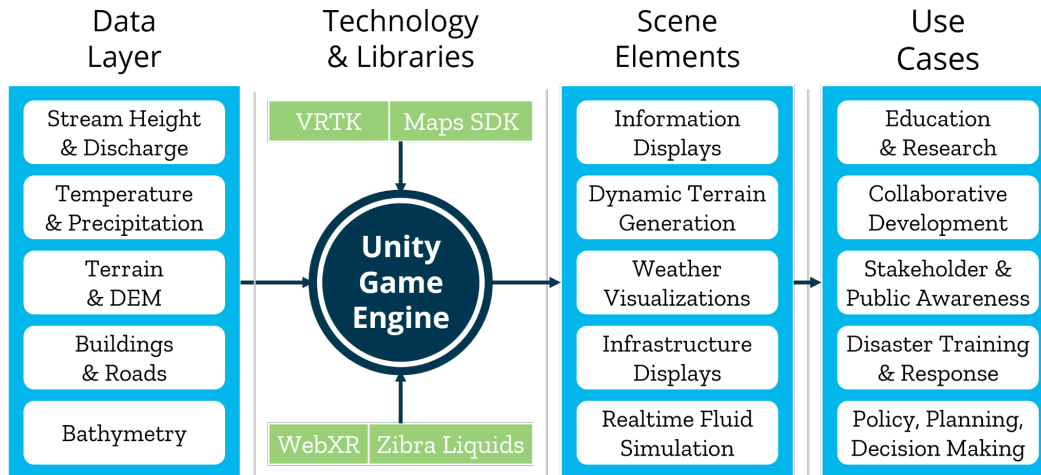 Data
Layer
Stream Height
& Discharge
Temperature
& Precipitation
Terrain
& DEM
Buildings
& Roads
Bathymetry
Technology
& Libraries
VRTK
Maps SDK
Unity
Game
Engine
WebXR
Zibra Liquids
Scene
Elements
Information
Displays
Dynamic Terrain
Generation
Weather
Visualizations
Infrastructure
Displays
Realtime Fluid
Simulation
Use
Cases
Education
& Research
Collaborative
Development
Stakeholder &
Public Awareness
Disaster Training
& Response
Policy, Planning,
Decision Making